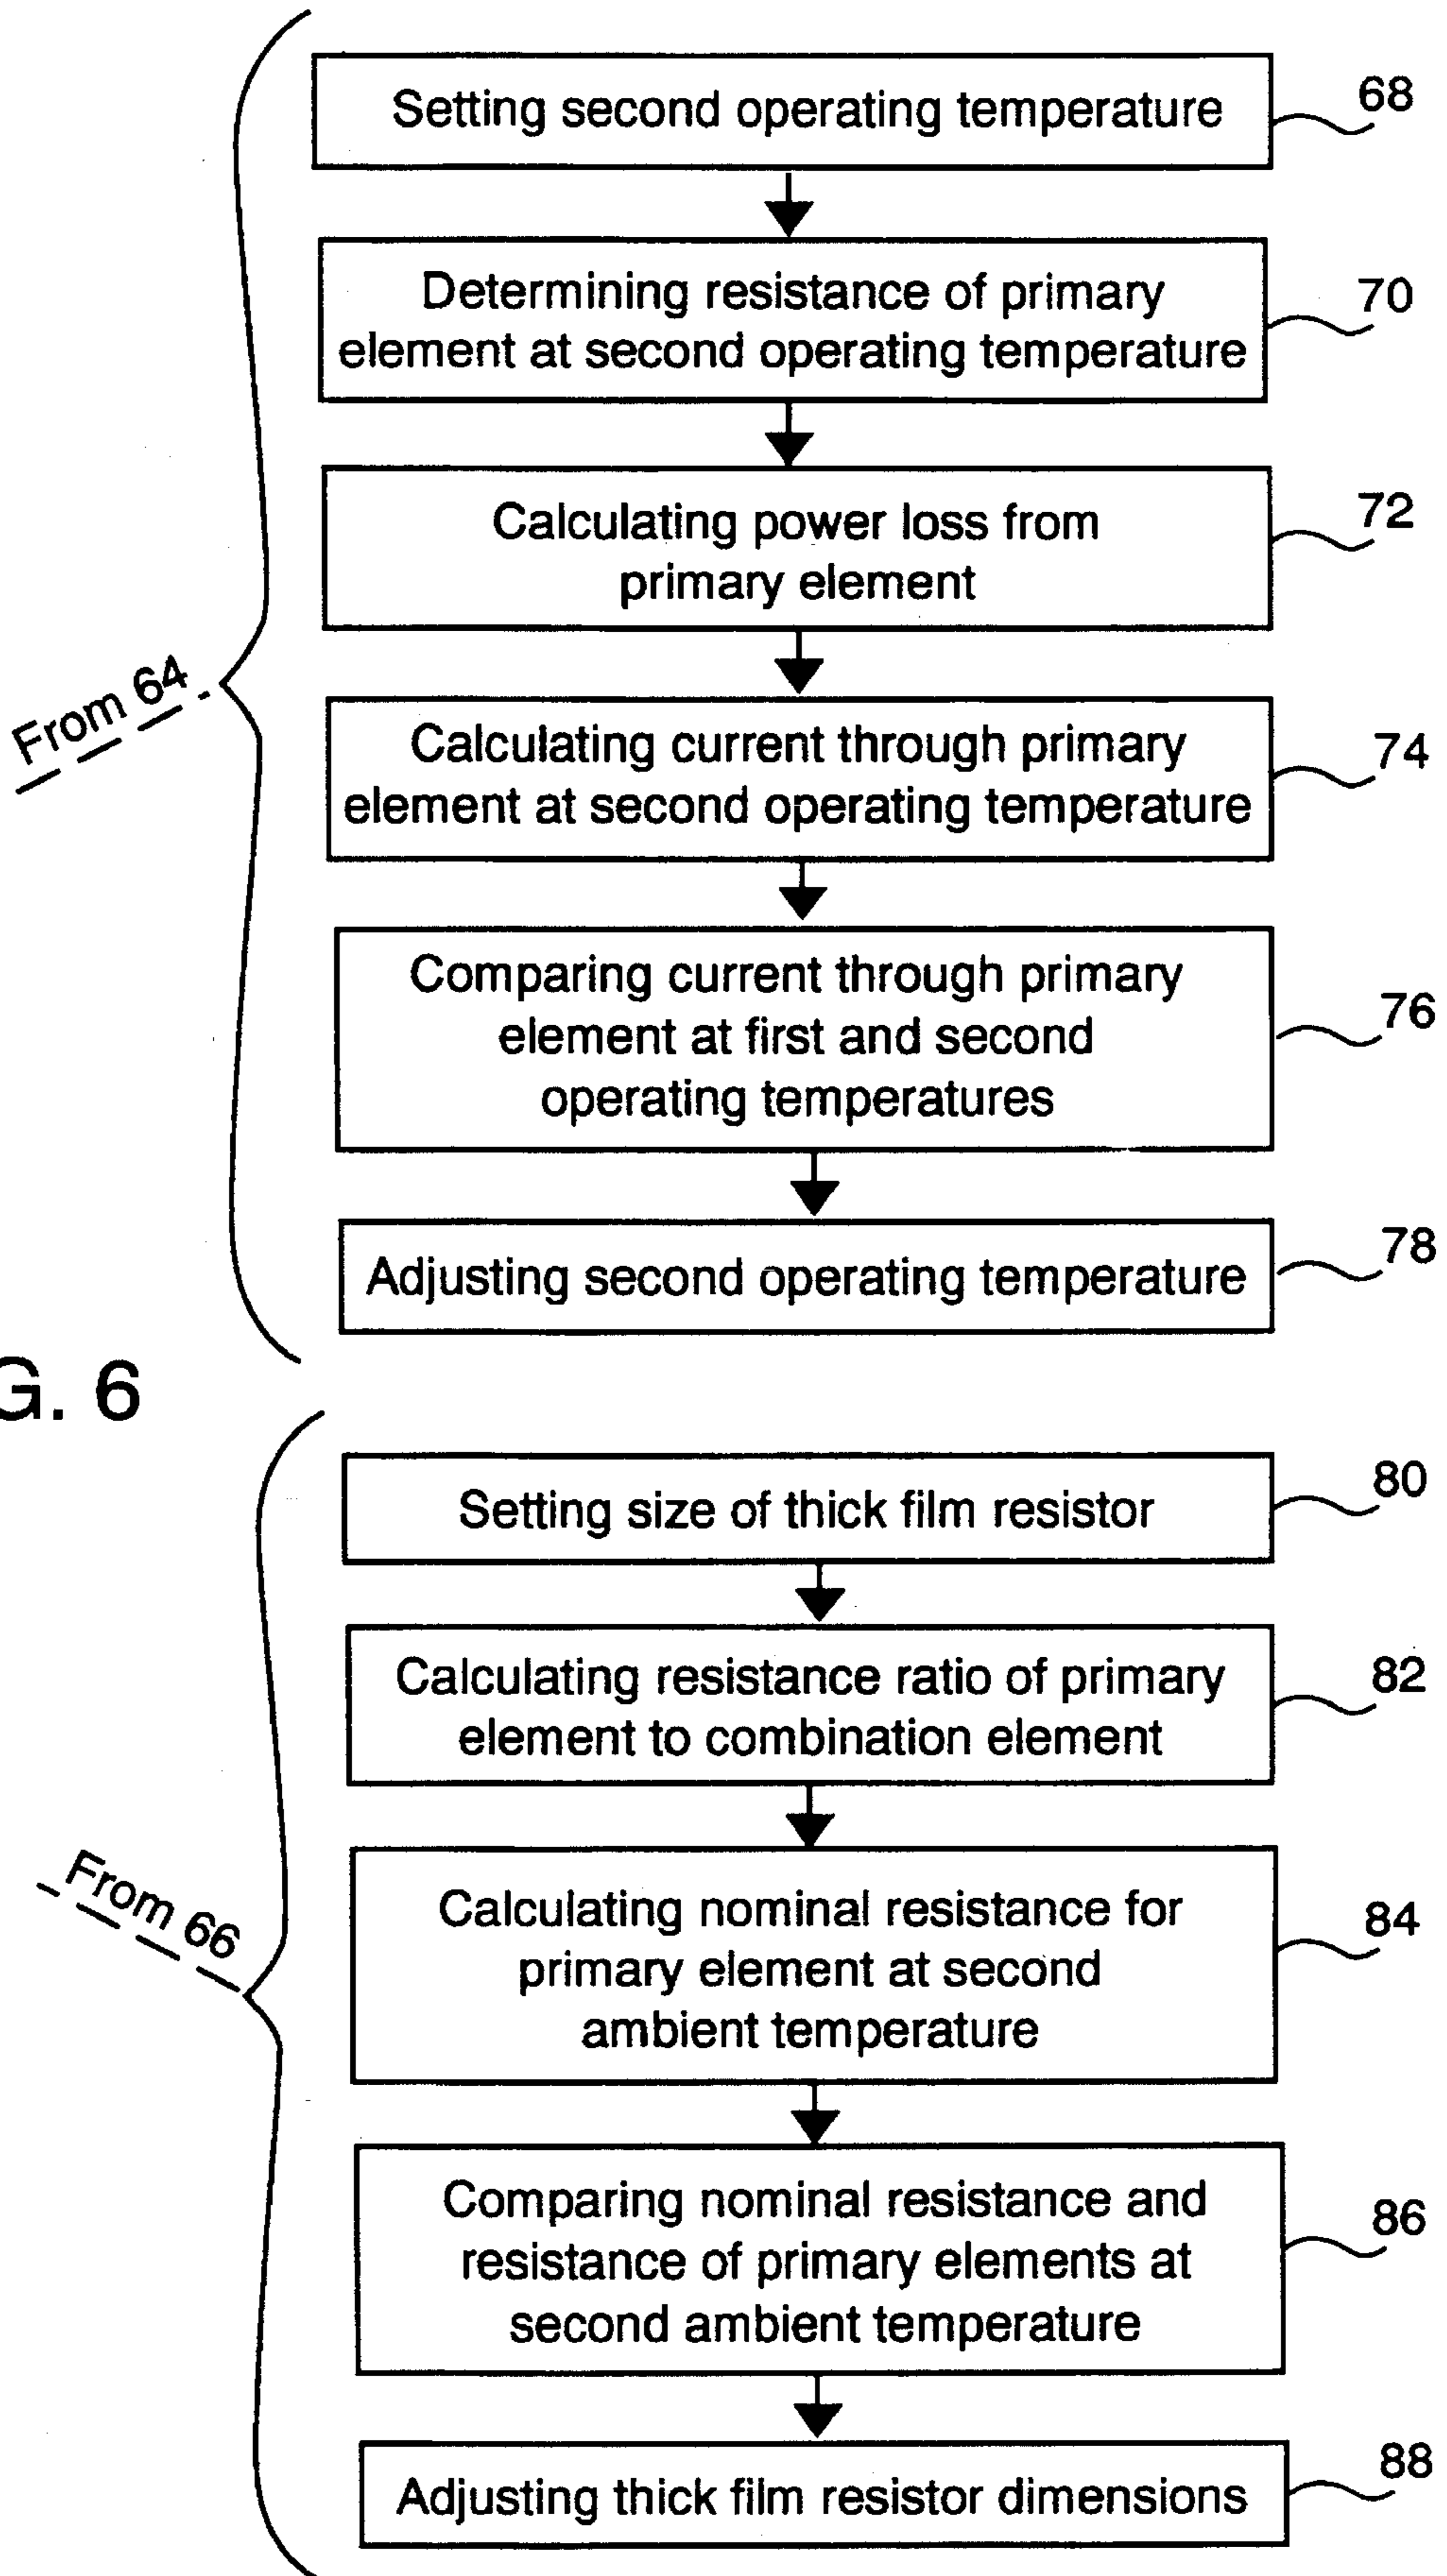 Setting second operating temperature
68
Determining resistance of primary
element at second operating temperature
70
Calculating power loss from
primary element
72
From 64
Calculating current through primary
element at second operating temperature
74
Comparing current through primary
element at first and second
operating temperatures
76
Adjusting second operating temperature
78
G. 6
Setting size of thick film resistor
80
Calculating resistance ratio of primary
element to combination element
82
From 66
Calculating nominal resistance for
primary element at second
ambient temperature
84
Comparing nominal resistance and
resistance of primary elements at
second ambient temperature
86
Adjusting thick film resistor dimensions
88